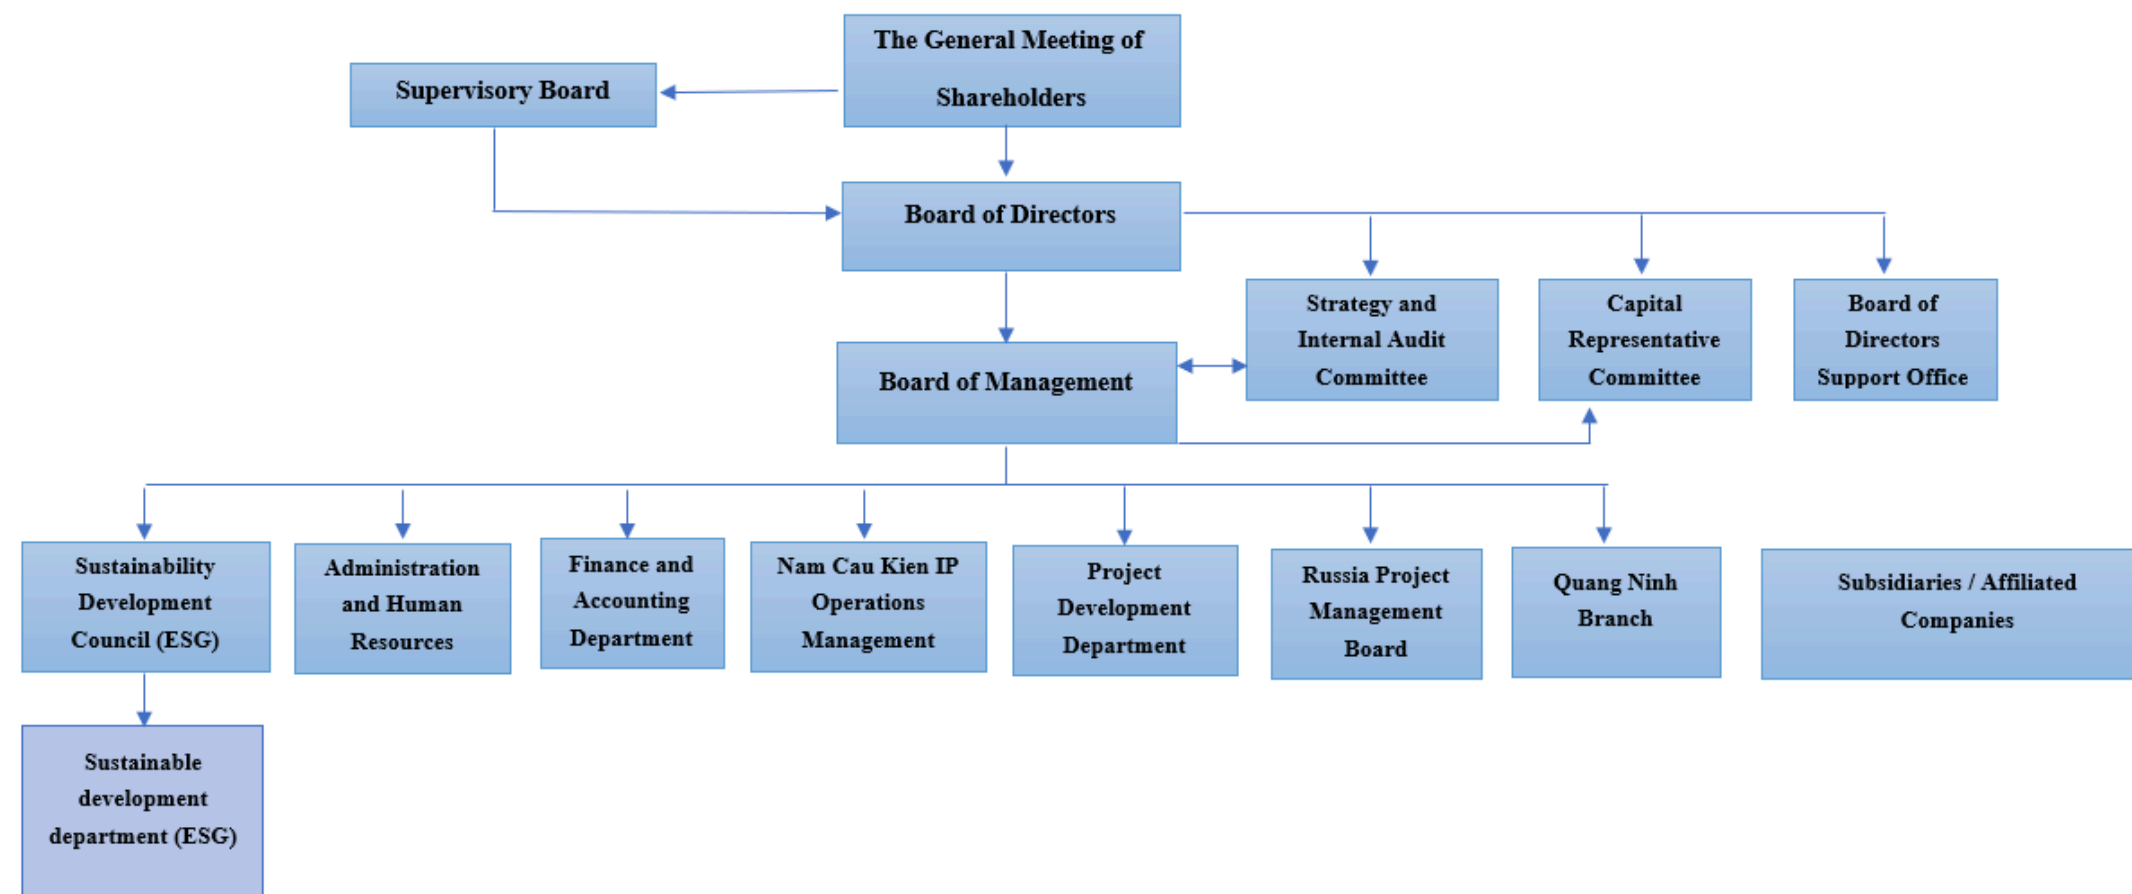 The General Meeting of
Shareholders
Supervisory Board
Board of Directors
Strategy and
Internal Audit
Committee
Capital
Representative
Committee
Board of
Directors
Support Office
Board of Management
Sustainability
Development
Council (ESG)
Administration
and Human
Resources
Finance and
Accounting
Department
Nam Cau Kien IP
Operations
Management
Project
Development
Department
Russia Project
Management
Board
Quang Ninh
Branch
Subsidiaries / Affiliated
Companies
Sustainable
development
department (ESG)